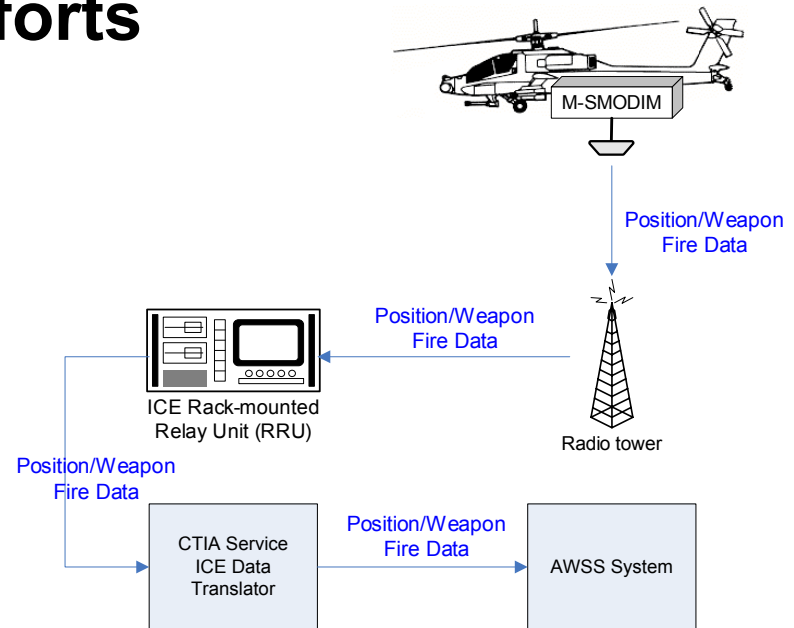 forts
M-SMODIM
Position/Weapon
Fire Data
Position/Weapon
Fire Data
ICE Rack-mounted
Relay Unit (RRU)
Radio tower
Position/Weapon
Fire Data
CTIA Service
ICE Data
Translator
Position/Weapon
Fire Data
AWSS System